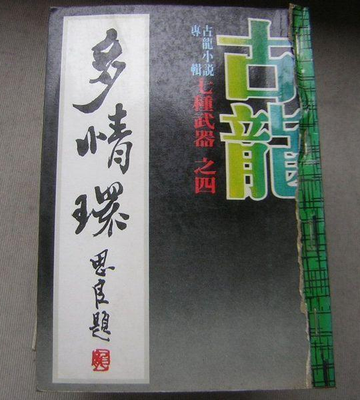 古龍
古龍小説
專輯
七種武器 之四
多情環
思良題